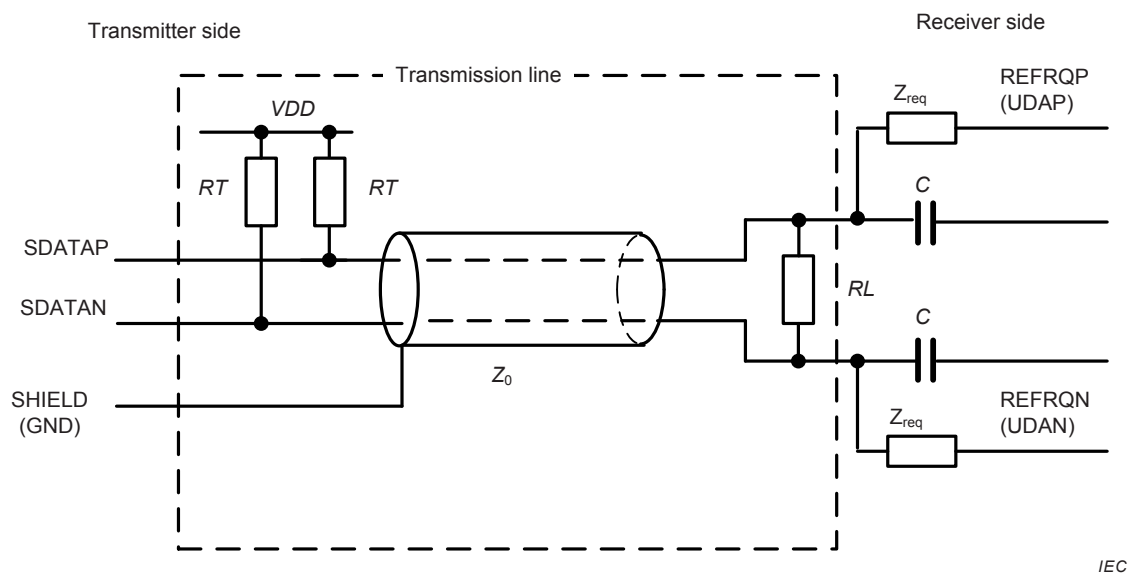 Transmitter side
Receiver side
Transmission line
VDD
RT
RT
SDATAP
SDATAN
SHIELD
(GND)
Z0
RL
Zreq
REFRQP
(UDAP)
C
C
REFRQN
(UDAN)
Zreq
IEC